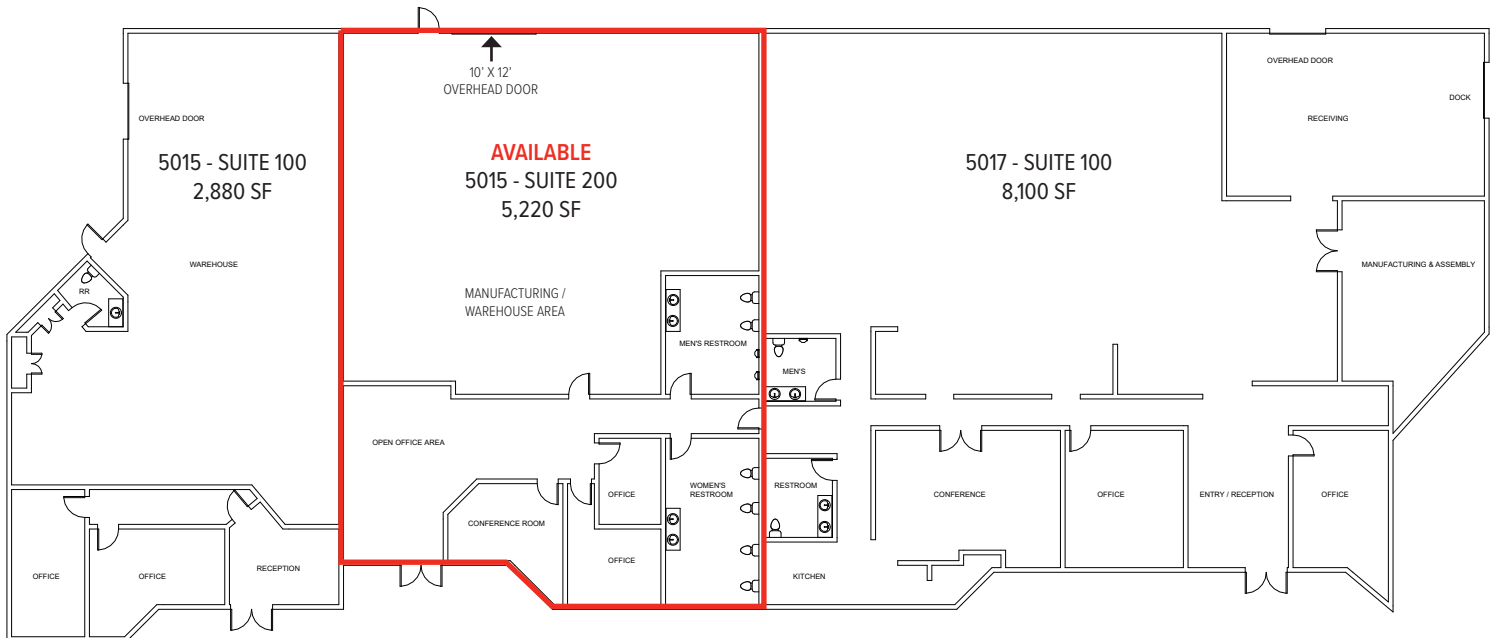 10' X 12'
OVERHEAD DOOR
OVERHEAD DOOR
5015 - SUITE 100
2,880 SF
WAREHOUSE
RR
OFFICE
OFFICE
RECEPTION
AVAILABLE
5015 - SUITE 200
5,220 SF
MANUFACTURING /
WAREHOUSE AREA
MEN'S RESTROOM
OPEN OFFICE AREA
CONFERENCE ROOM
OFFICE
OFFICE
WOMEN'S
RESTROOM
5017 - SUITE 100
8,100 SF
OVERHEAD DOOR
DOCK
RECEIVING
MANUFACTURING & ASSEMBLY
MEN'S
RESTROOM
KITCHEN
CONFERENCE
OFFICE
ENTRY / RECEPTION
OFFICE